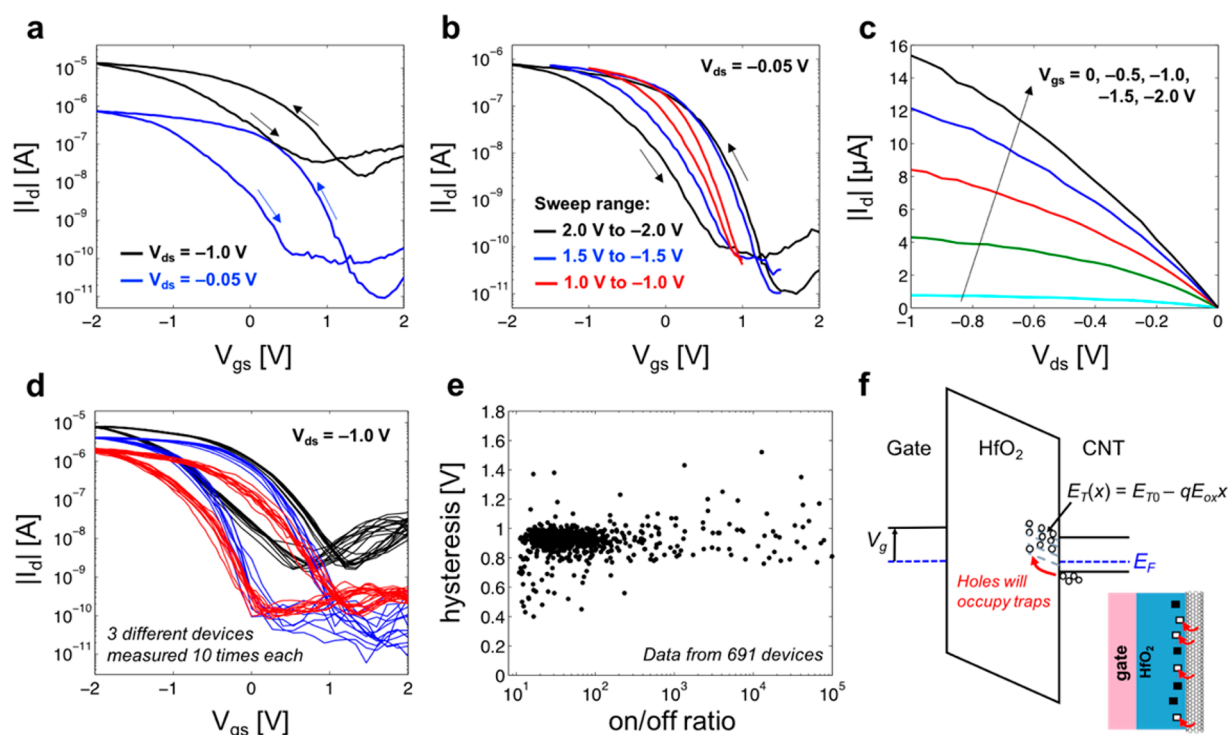 a
|I_d| [A]
10⁻⁵
10⁻⁶
10⁻⁷
10⁻⁸
10⁻⁹
10⁻¹⁰
10⁻¹¹
V_ds = −1.0 V
V_ds = −0.05 V
−2 −1 0 1 2
V_gs [V]
b
V_ds = −0.05 V
|I_d| [A]
10⁻⁶
10⁻⁷
10⁻⁸
10⁻⁹
10⁻¹⁰
10⁻¹¹
Sweep range:
2.0 V to −2.0 V
1.5 V to −1.5 V
1.0 V to −1.0 V
−2 −1 0 1 2
V_gs [V]
c
V_gs = 0, −0.5, −1.0,
−1.5, −2.0 V
|I_d| [µA]
16
14
12
10
8
6
4
2
0
−1 −0.8 −0.6 −0.4 −0.2 0
V_ds [V]
d
V_ds = −1.0 V
|I_d| [A]
10⁻⁵
10⁻⁶
10⁻⁷
10⁻⁸
10⁻⁹
10⁻¹⁰
10⁻¹¹
3 different devices
measured 10 times each
−2 −1 0 1 2
V_gs [V]
e
hysteresis [V]
1.8
1.6
1.4
1.2
1.0
0.8
0.6
0.4
0.2
0
Data from 691 devices
10¹ 10² 10³ 10⁴ 10⁵
on/off ratio
f
Gate HfO₂ CNT
E_T(x) = E_T0 − qE_ox x
V_g
E_F
Holes will
occupy traps
gate
HfO₂